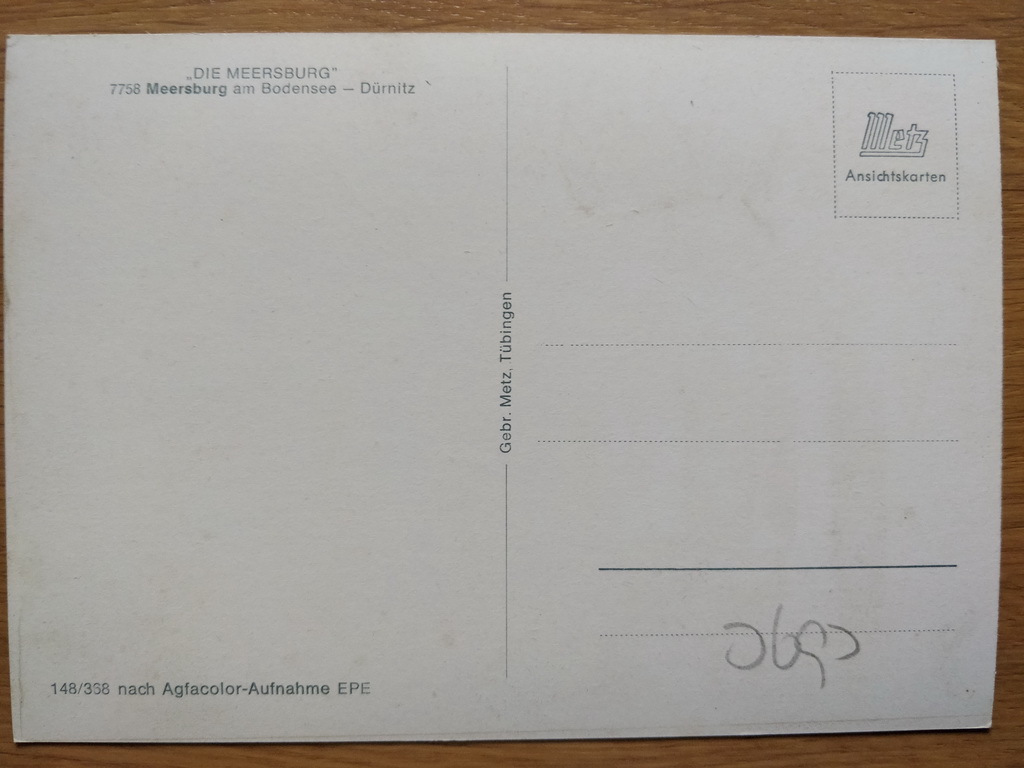 „DIE MEERSBURG"
7758 Meersburg am Bodensee – Dürnitz
Metz
Ansichtskarten
Gebr. Metz, Tübingen
148/368 nach Agfacolor-Aufnahme EPE